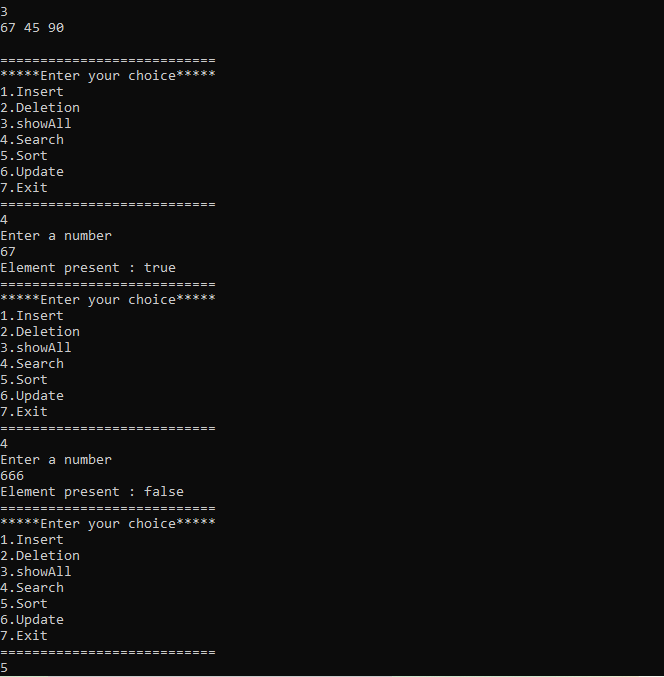 3
67 45 90
===========================
*****Enter your choice*****
1.Insert
2.Deletion
3.showAll
4.Search
5.Sort
6.Update
7.Exit
===========================
4
Enter a number
67
Element present : true
===========================
*****Enter your choice*****
1.Insert
2.Deletion
3.showAll
4.Search
5.Sort
6.Update
7.Exit
===========================
4
Enter a number
666
Element present : false
===========================
*****Enter your choice*****
1.Insert
2.Deletion
3.showAll
4.Search
5.Sort
6.Update
7.Exit
===========================
5